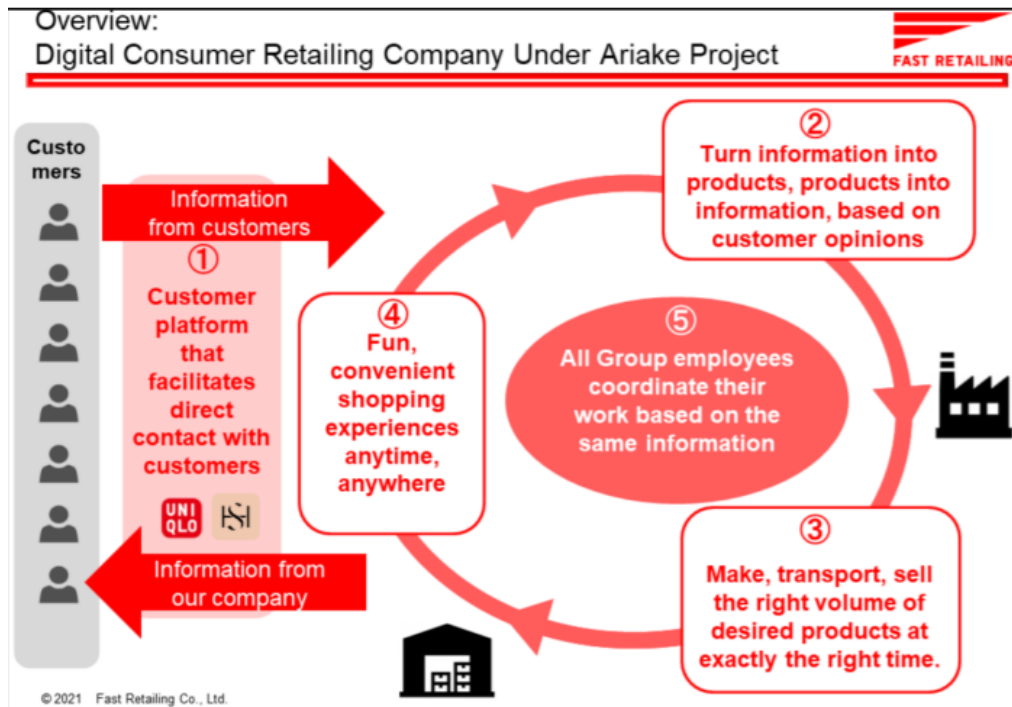 Overview:
Digital Consumer Retailing Company Under Ariake Project
FAST RETAILING
Custo
mers
Information
from customers
①
Customer
platform
that
facilitates
direct
contact with
customers
UNI
QLO
Information from
our company
②
Turn information into
products, products into
information, based on
customer opinions
③
Make, transport, sell
the right volume of
desired products at
exactly the right time.
④
Fun,
convenient
shopping
experiences
anytime,
anywhere
⑤
All Group employees
coordinate their
work based on the
same information
© 2021 Fast Retailing Co., Ltd.